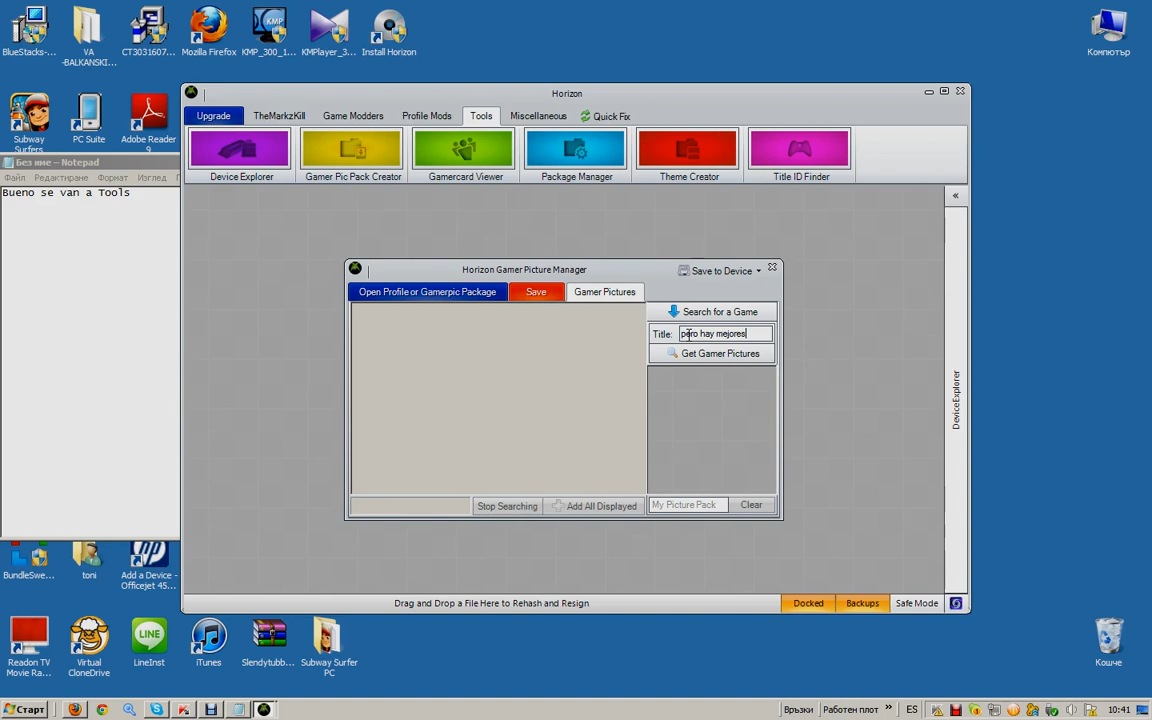 BlueStacks-...
VA
-BALKANSKI...
CT3031607...
Mozilla Firefox
KMP_300_1...
KMPlayer_3...
Install Horizon
Компютър
Subway
Surfers
PC Suite
Adobe Reader
9
Без име – Notepad
Файл Редактиране Формат Изглед
Bueno se van a Tools
Horizon
Upgrade
TheMarkzKill
Game Modders
Profile Mods
Tools
Miscellaneous
Quick Fix
Device Explorer
Gamer Pic Pack Creator
Gamercard Viewer
Package Manager
Theme Creator
Title ID Finder
«
Horizon Gamer Picture Manager
Save to Device
Open Profile or Gamerpic Package
Save
Gamer Pictures
Search for a Game
Title: pero hay mejores
Get Gamer Pictures
Stop Searching
Add All Displayed
My Picture Pack
Clear
DeviceExplorer
Drag and Drop a File Here to Rehash and Resign
Docked
Backups
Safe Mode
BundleSwe...
toni
Add a Device -
Officejet 45...
Readon TV
Movie Ra...
Virtual
CloneDrive
LineInst
iTunes
Slendytubb...
Subway Surfer
PC
Кошче
Старт
Връзки
Работен плот
»
ES
10:41